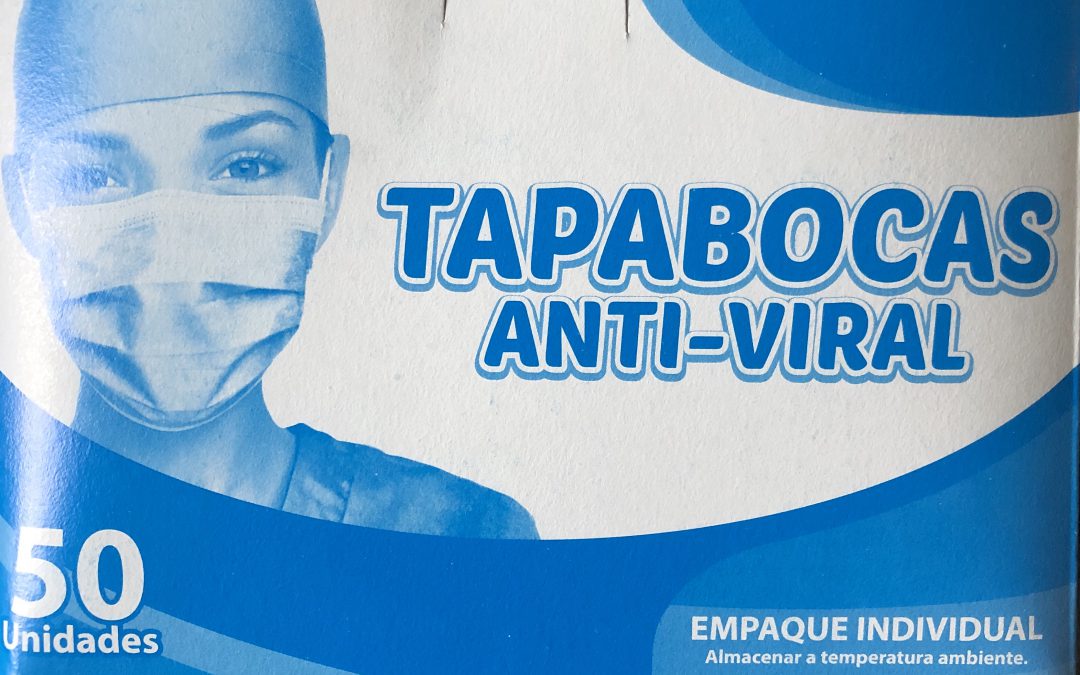 TAPABOCAS
ANTI-VIRAL
50
Unidades
EMPAQUE INDIVIDUAL
Almacenar a temperatura ambiente.